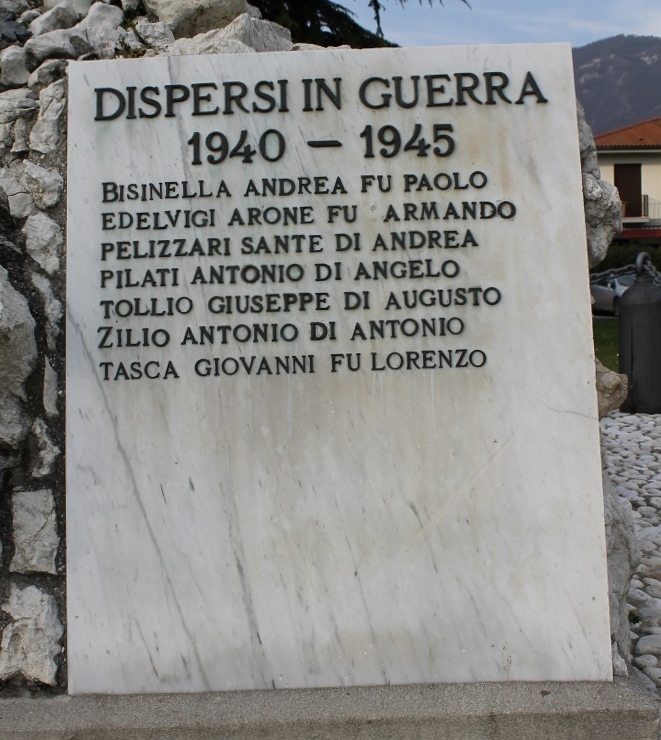 DISPERSI IN GUERRA
1940 - 1945
BISINELLA ANDREA FU PAOLO
EDELVIGI ARONE FU ARMANDO
PELIZZARI SANTE DI ANDREA
PILATI ANTONIO DI ANGELO
TOLLIO GIUSEPPE DI AUGUSTO
ZILIO ANTONIO DI ANTONIO
TASCA GIOVANNI FU LORENZO